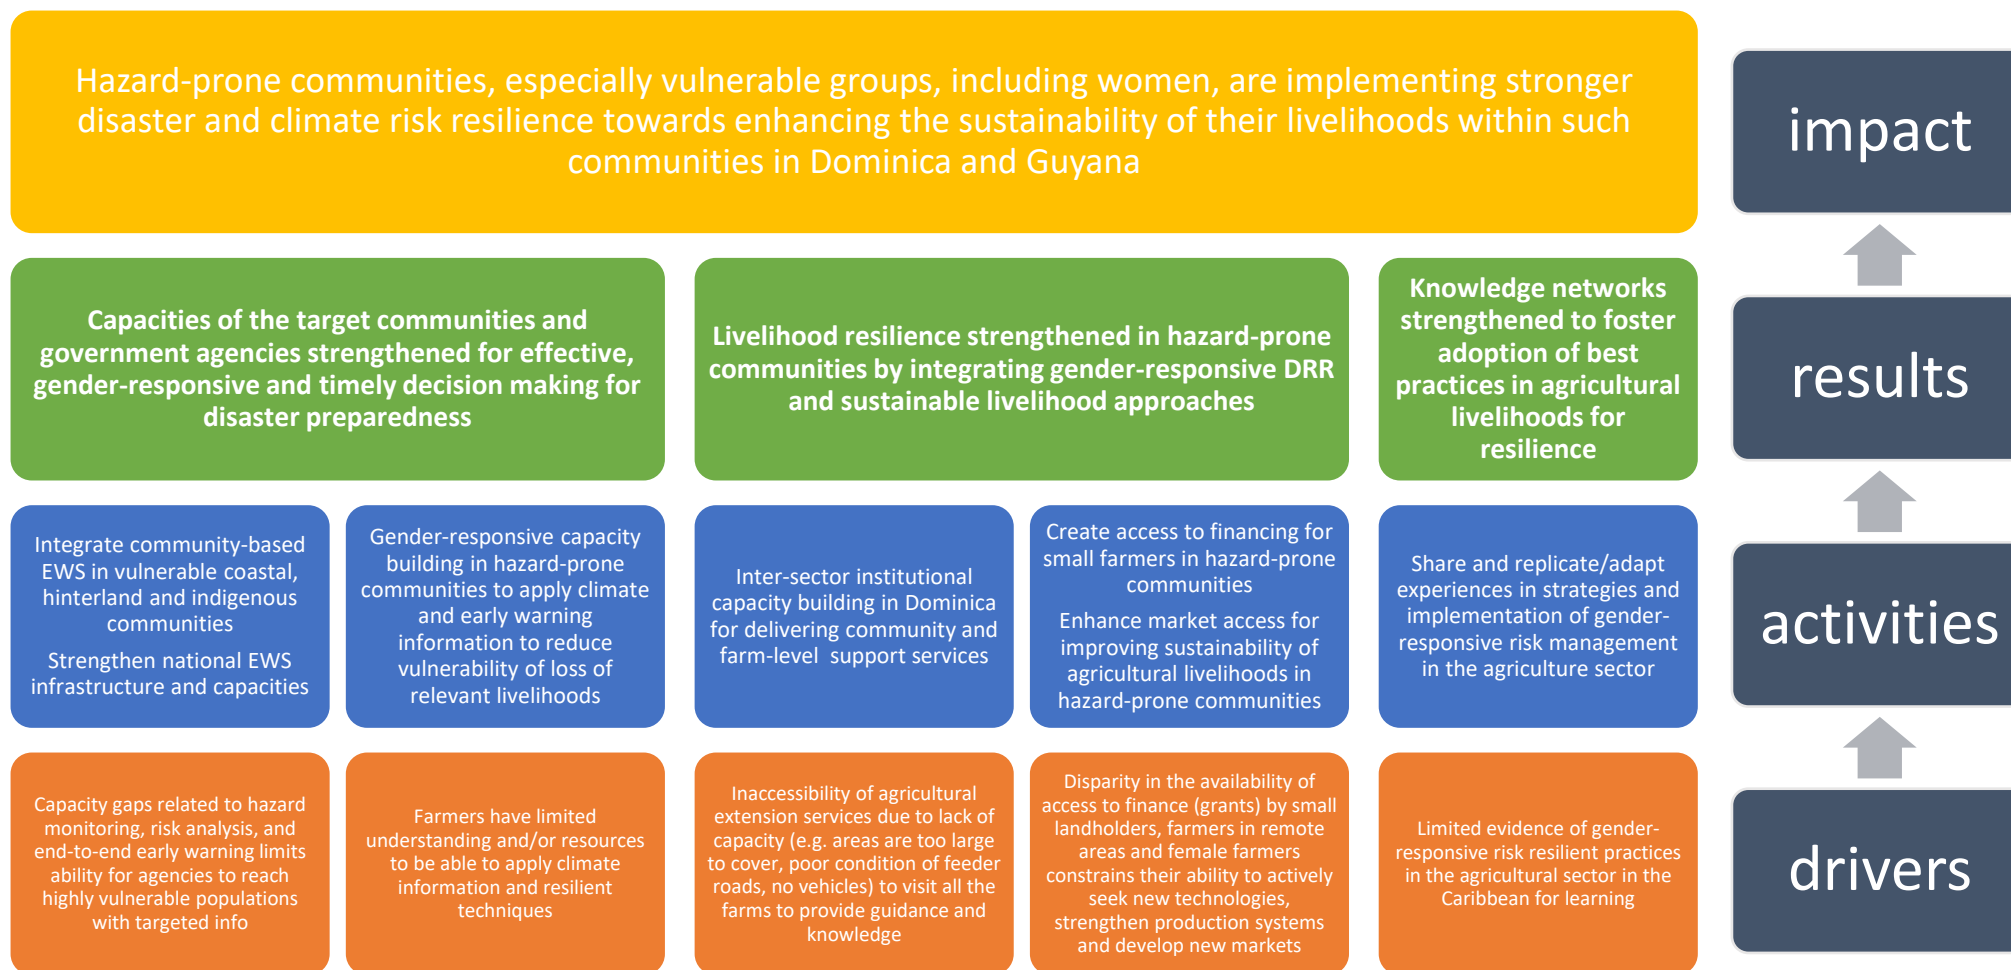 Hazard-prone communities, especially vulnerable groups, including women, are implementing stronger
disaster and climate risk resilience towards enhancing the sustainability of their livelihoods within such
communities in Dominica and Guyana
impact
Capacities of the target communities and
government agencies strengthened for effective,
gender-responsive and timely decision making for
disaster preparedness
Livelihood resilience strengthened in hazard-prone
communities by integrating gender-responsive DRR
and sustainable livelihood approaches
Knowledge networks
strengthened to foster
adoption of best
practices in agricultural
livelihoods for
resilience
results
Integrate community-based
EWS in vulnerable coastal,
hinterland and indigenous
communities
Strengthen national EWS
infrastructure and capacities
Gender-responsive capacity
building in hazard-prone
communities to apply climate
and early warning
information to reduce
vulnerability of loss of
relevant livelihoods
Inter-sector institutional
capacity building in Dominica
for delivering community and
farm-level support services
Create access to financing for
small farmers in hazard-prone
communities
Enhance market access for
improving sustainability of
agricultural livelihoods in
hazard-prone communities
Share and replicate/adapt
experiences in strategies and
implementation of gender-
responsive risk management
in the agriculture sector
activities
Capacity gaps related to hazard
monitoring, risk analysis, and
end-to-end early warning limits
ability for agencies to reach
highly vulnerable populations
with targeted info
Farmers have limited
understanding and/or resources
to be able to apply climate
information and resilient
techniques
Inaccessibility of agricultural
extension services due to lack of
capacity (e.g. areas are too large
to cover, poor condition of feeder
roads, no vehicles) to visit all the
farms to provide guidance and
knowledge
Disparity in the availability of
access to finance (grants) by small
landholders, farmers in remote
areas and female farmers
constrains their ability to actively
seek new technologies,
strengthen production systems
and develop new markets
Limited evidence of gender-
responsive risk resilient practices
in the agricultural sector in the
Caribbean for learning
drivers